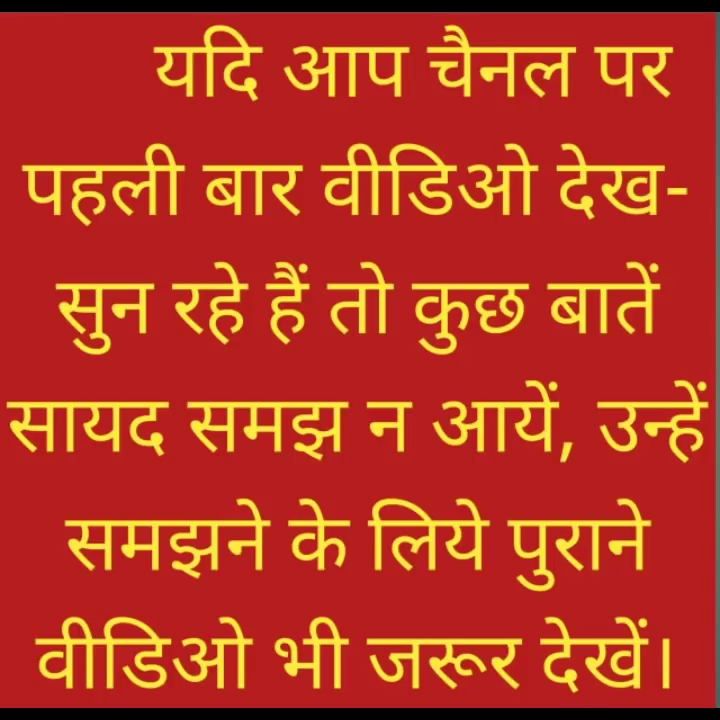 यदि आप चैनल पर
पहली बार वीडिओ देख-
सुन रहे हैं तो कुछ बातें
सायद समझ न आयें, उन्हें
समझने के लिये पुराने
वीडिओ भी जरूर देखें।